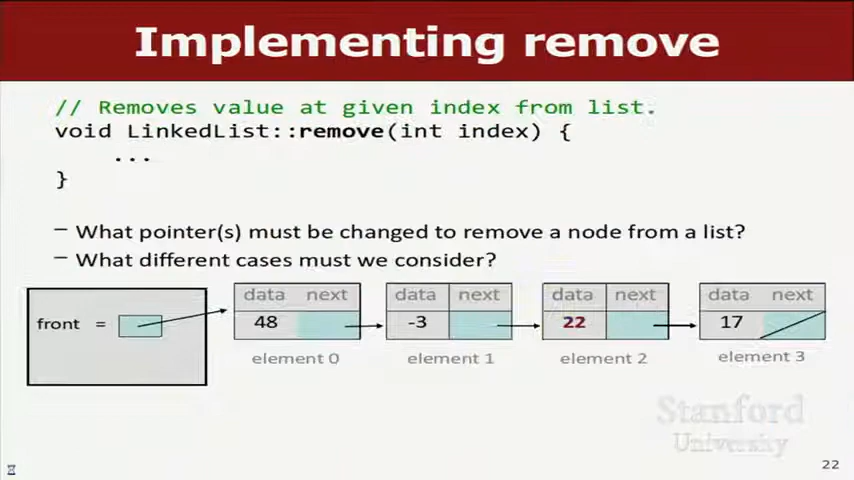 Implementing remove
// Removes value at given index from list.
void LinkedList::remove(int index) {
...
}
– What pointer(s) must be changed to remove a node from a list?
– What different cases must we consider?
front =
data next
48
element 0
data next
-3
element 1
data next
22
element 2
data next
17
element 3
Stanford
University
22